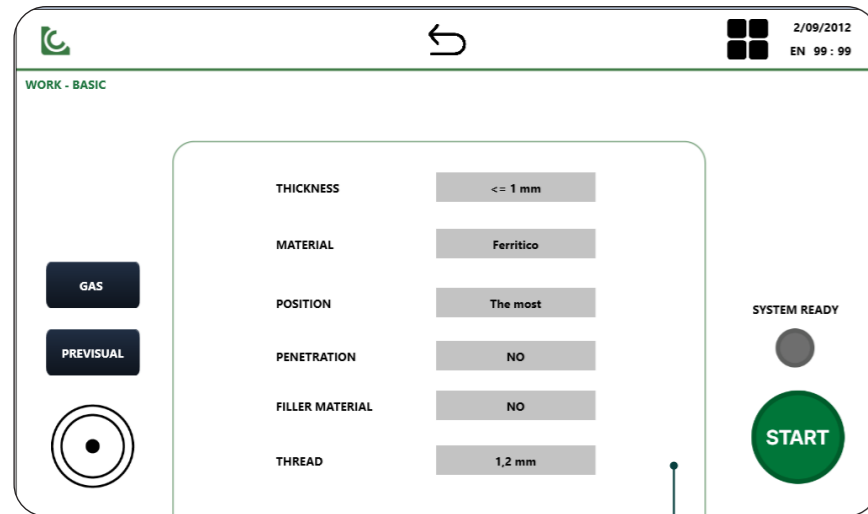 2/09/2012
EN 99 : 99
WORK - BASIC
THICKNESS <= 1 mm
MATERIAL Ferritico
GAS
POSITION The most
SYSTEM READY
PREVISUAL
PENETRATION NO
FILLER MATERIAL NO
START
THREAD 1,2 mm